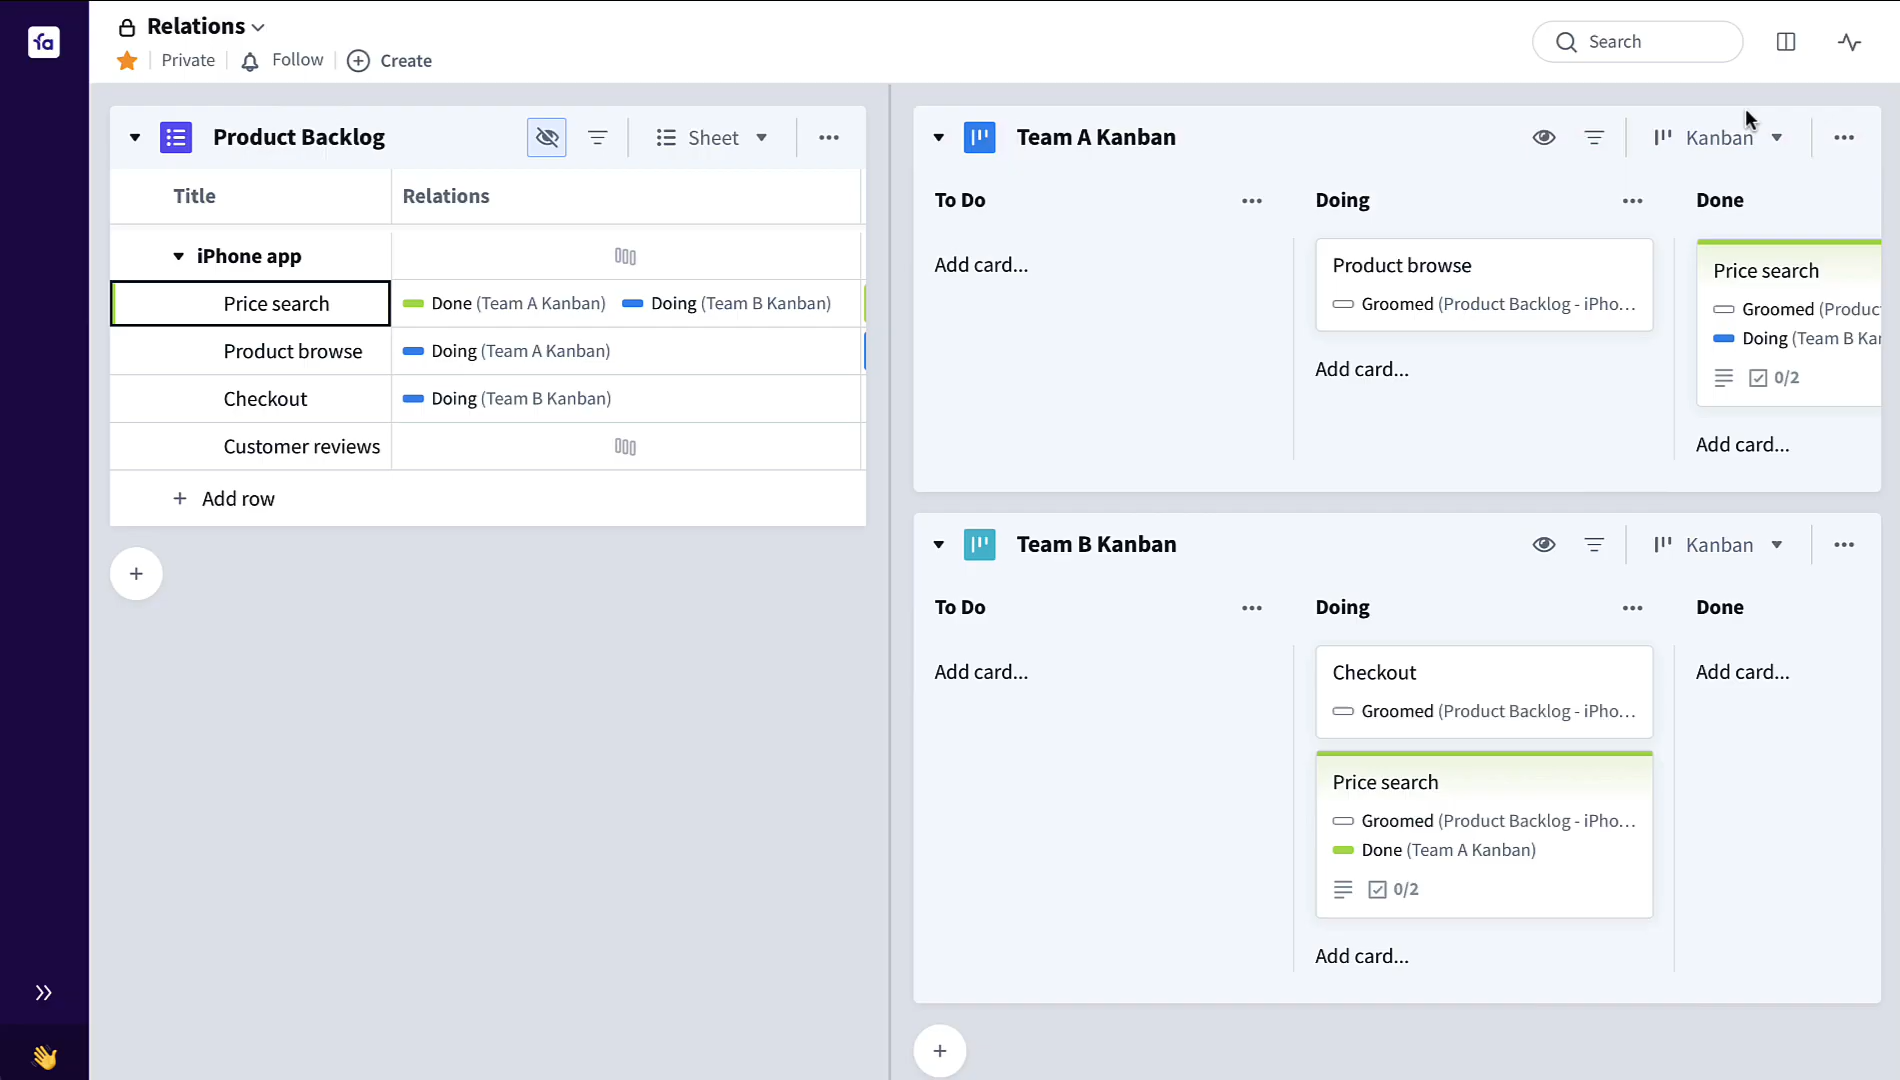 Relations
Private
Follow
Create
Search
Product Backlog
Sheet
Title
Relations
iPhone app
Price search
Done (Team A Kanban)
Doing (Team B Kanban)
Product browse
Doing (Team A Kanban)
Checkout
Doing (Team B Kanban)
Customer reviews
+ Add row
Team A Kanban
Kanban
To Do
Doing
Done
Add card...
Product browse
Groomed (Product Backlog - iPho...
Add card...
Price search
Groomed (Produc
Doing (Team B Kan
0/2
Add card...
Team B Kanban
Kanban
To Do
Doing
Done
Add card...
Checkout
Groomed (Product Backlog - iPho...
Price search
Groomed (Product Backlog - iPho...
Done (Team A Kanban)
0/2
Add card...
Add card...